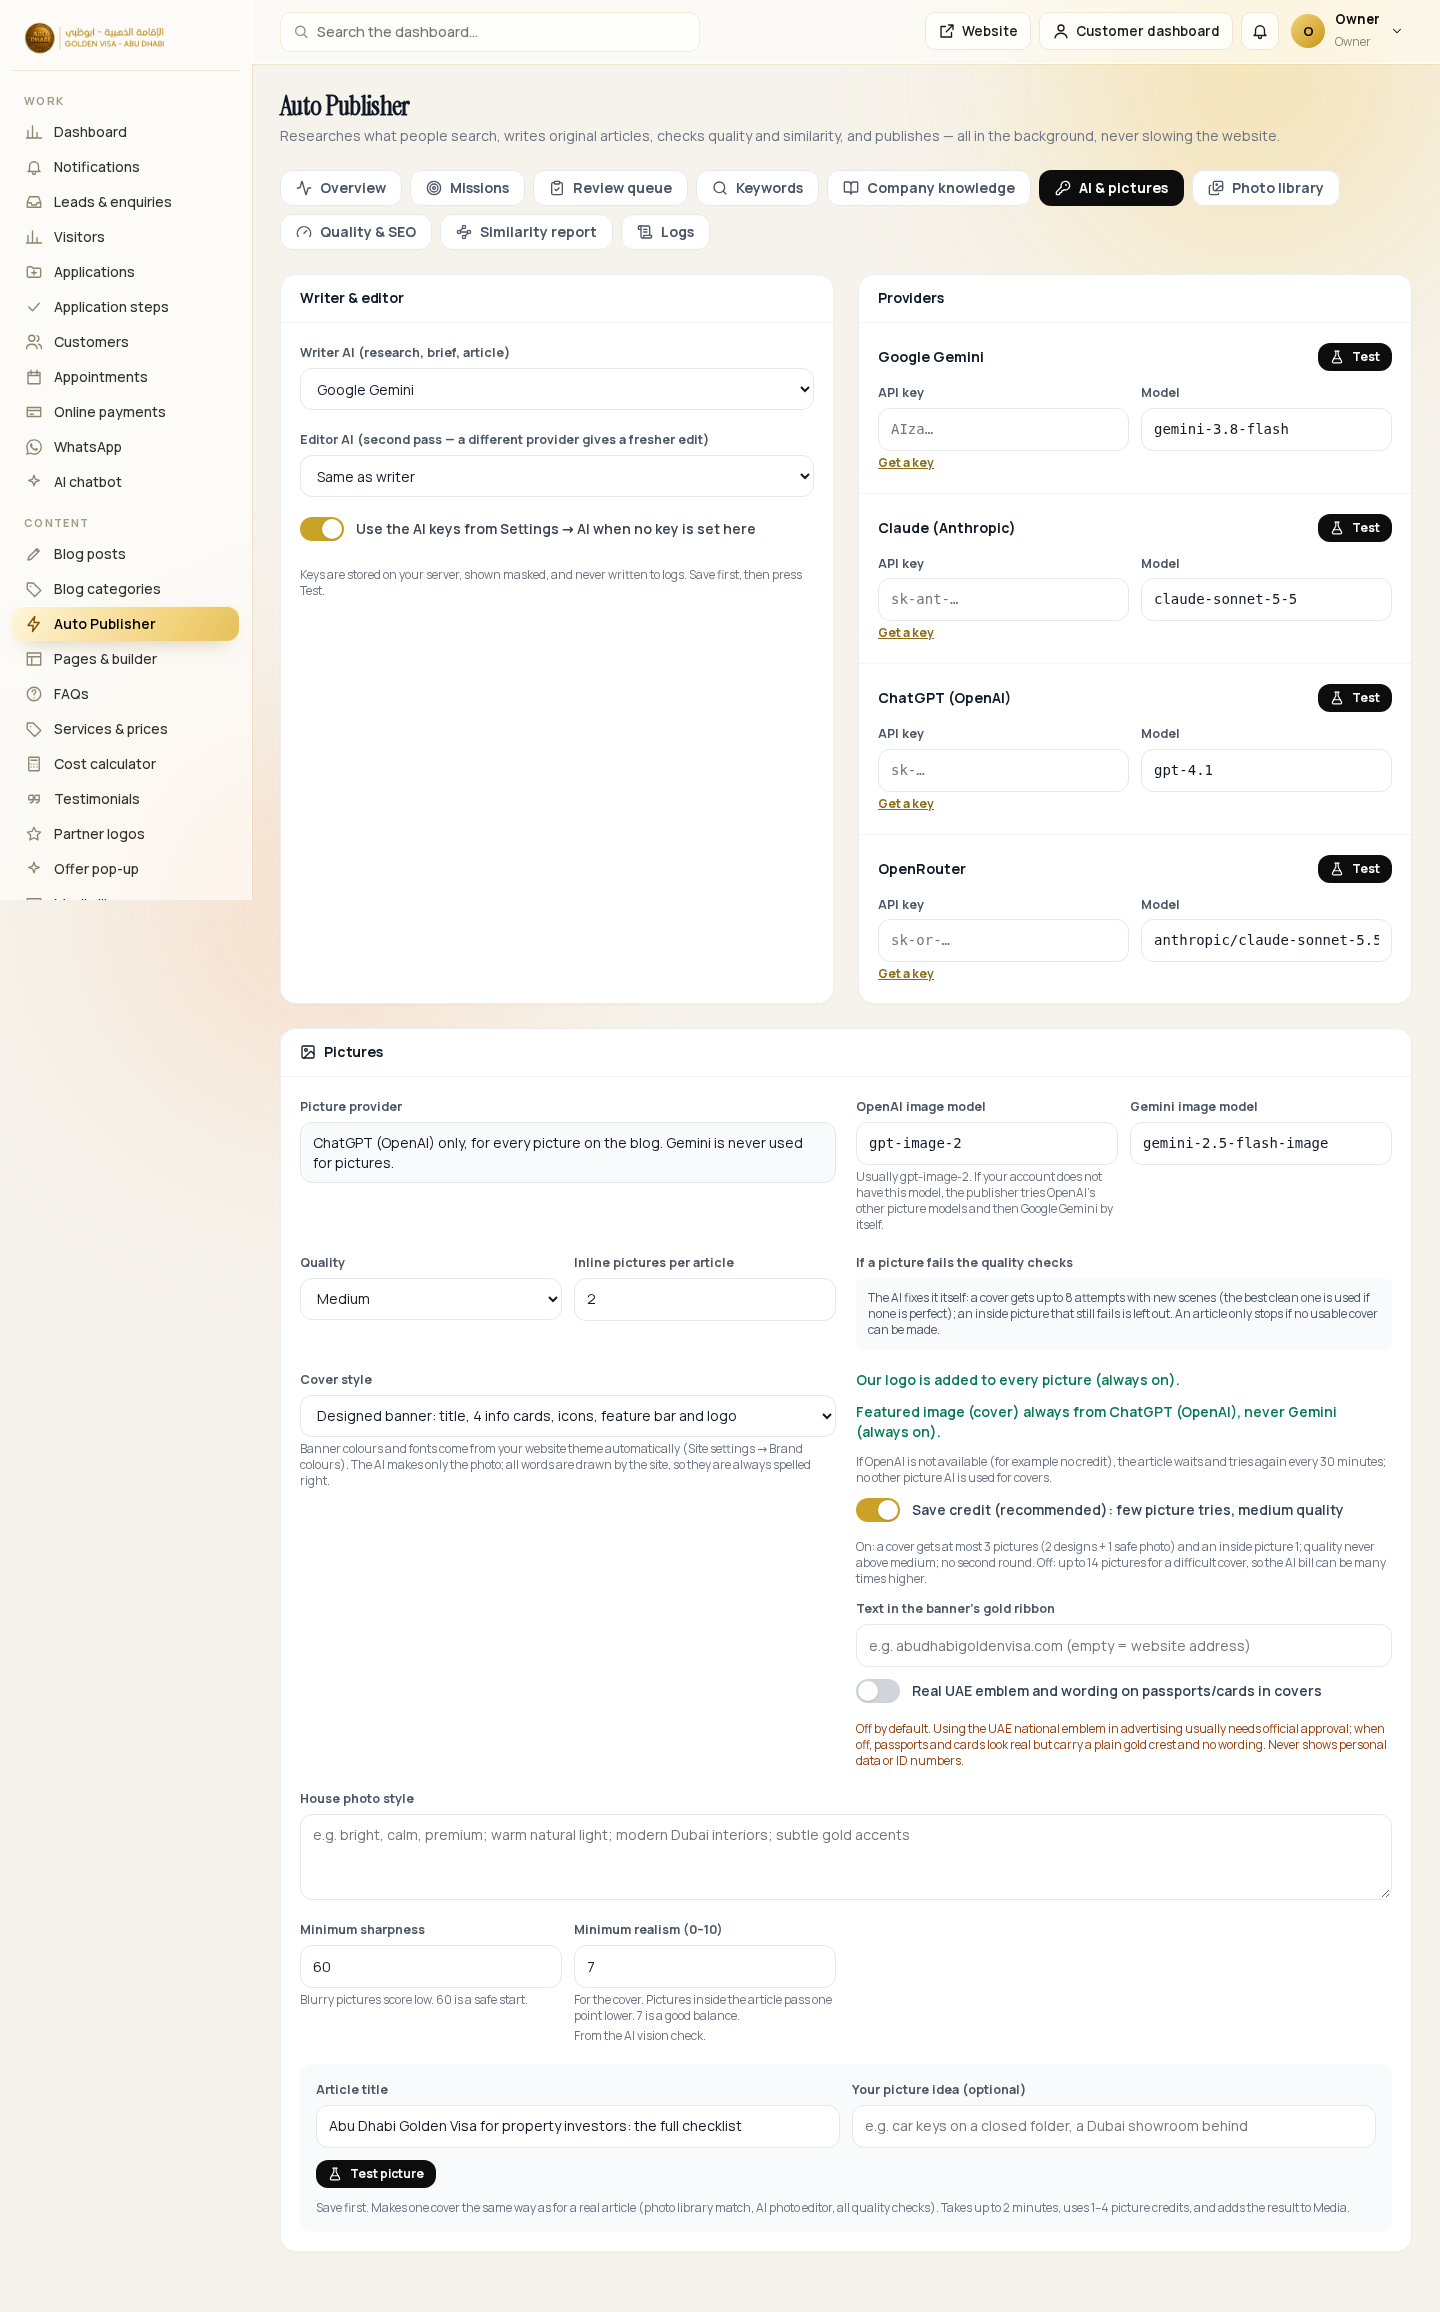 الإقامة الذهبية - أبوظبي
GOLDEN VISA - ABU DHABI
ABU DHABI
Search the dashboard...
Website
Customer dashboard
O
Owner
Owner
WORK
Dashboard
Notifications
Leads & enquiries
Visitors
Applications
Application steps
Customers
Appointments
Online payments
WhatsApp
AI chatbot
CONTENT
Blog posts
Blog categories
Auto Publisher
Pages & builder
FAQs
Services & prices
Cost calculator
Testimonials
Partner logos
Offer pop-up
Auto Publisher
Researches what people search, writes original articles, checks quality and similarity, and publishes — all in the background, never slowing the website.
Overview
Missions
Review queue
Keywords
Company knowledge
AI & pictures
Photo library
Quality & SEO
Similarity report
Logs
Writer & editor
Writer AI (research, brief, article)
Google Gemini
Editor AI (second pass — a different provider gives a fresher edit)
Same as writer
Use the AI keys from Settings → AI when no key is set here
Keys are stored on your server, shown masked, and never written to logs. Save first, then press
Test.
Providers
Google Gemini
Test
API key
Model
AIza…
gemini-3.8-flash
Get a key
Claude (Anthropic)
Test
API key
Model
sk-ant-…
claude-sonnet-5-5
Get a key
ChatGPT (OpenAI)
Test
API key
Model
sk-…
gpt-4.1
Get a key
OpenRouter
Test
API key
Model
sk-or-…
anthropic/claude-sonnet-5.5
Get a key
Pictures
Picture provider
ChatGPT (OpenAI) only, for every picture on the blog. Gemini is never used
for pictures.
OpenAI image model
Gemini image model
gpt-image-2
gemini-2.5-flash-image
Usually gpt-image-2. If your account does not
have this model, the publisher tries OpenAI's
other picture models and then Google Gemini by
itself.
Quality
Inline pictures per article
Medium
2
If a picture fails the quality checks
The AI fixes it itself: a cover gets up to 8 attempts with new scenes (the best clean one is used if
none is perfect); an inside picture that still fails is left out. An article only stops if no usable cover
can be made.
Cover style
Designed banner: title, 4 info cards, icons, feature bar and logo
Banner colours and fonts come from your website theme automatically (Site settings → Brand
colours). The AI makes only the photo; all words are drawn by the site, so they are always spelled
right.
Our logo is added to every picture (always on).
Featured image (cover) always from ChatGPT (OpenAI), never Gemini
(always on).
If OpenAI is not available (for example no credit), the article waits and tries again every 30 minutes;
no other picture AI is used for covers.
Save credit (recommended): few picture tries, medium quality
On: a cover gets at most 3 pictures (2 designs + 1 safe photo) and an inside picture 1; quality never
above medium; no second round. Off: up to 14 pictures for a difficult cover, so the AI bill can be many
times higher.
Text in the banner's gold ribbon
e.g. abudhabigoldenvisa.com (empty = website address)
Real UAE emblem and wording on passports/cards in covers
Off by default. Using the UAE national emblem in advertising usually needs official approval; when
off, passports and cards look real but carry a plain gold crest and no wording. Never shows personal
data or ID numbers.
House photo style
e.g. bright, calm, premium; warm natural light; modern Dubai interiors; subtle gold accents
Minimum sharpness
Minimum realism (0–10)
60
7
Blurry pictures score low. 60 is a safe start.
For the cover. Pictures inside the article pass one
point lower. 7 is a good balance.
From the AI vision check.
Article title
Your picture idea (optional)
Abu Dhabi Golden Visa for property investors: the full checklist
e.g. car keys on a closed folder, a Dubai showroom behind
Test picture
Save first. Makes one cover the same way as for a real article (photo library match, AI photo editor, all quality checks). Takes up to 2 minutes, uses 1–4 picture credits, and adds the result to Media.